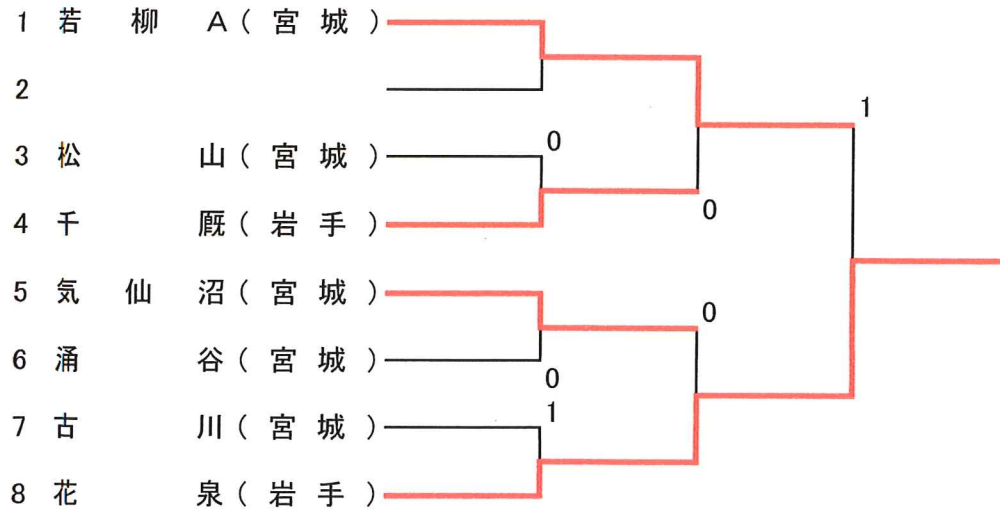 1 若柳A(宮城)
1
2
3 松山(宮城)
0
4 千厩(岩手)
0
5 気仙沼(宮城)
0
6 涌谷(宮城)
0
7 古川(宮城)
1
8 花泉(岩手)